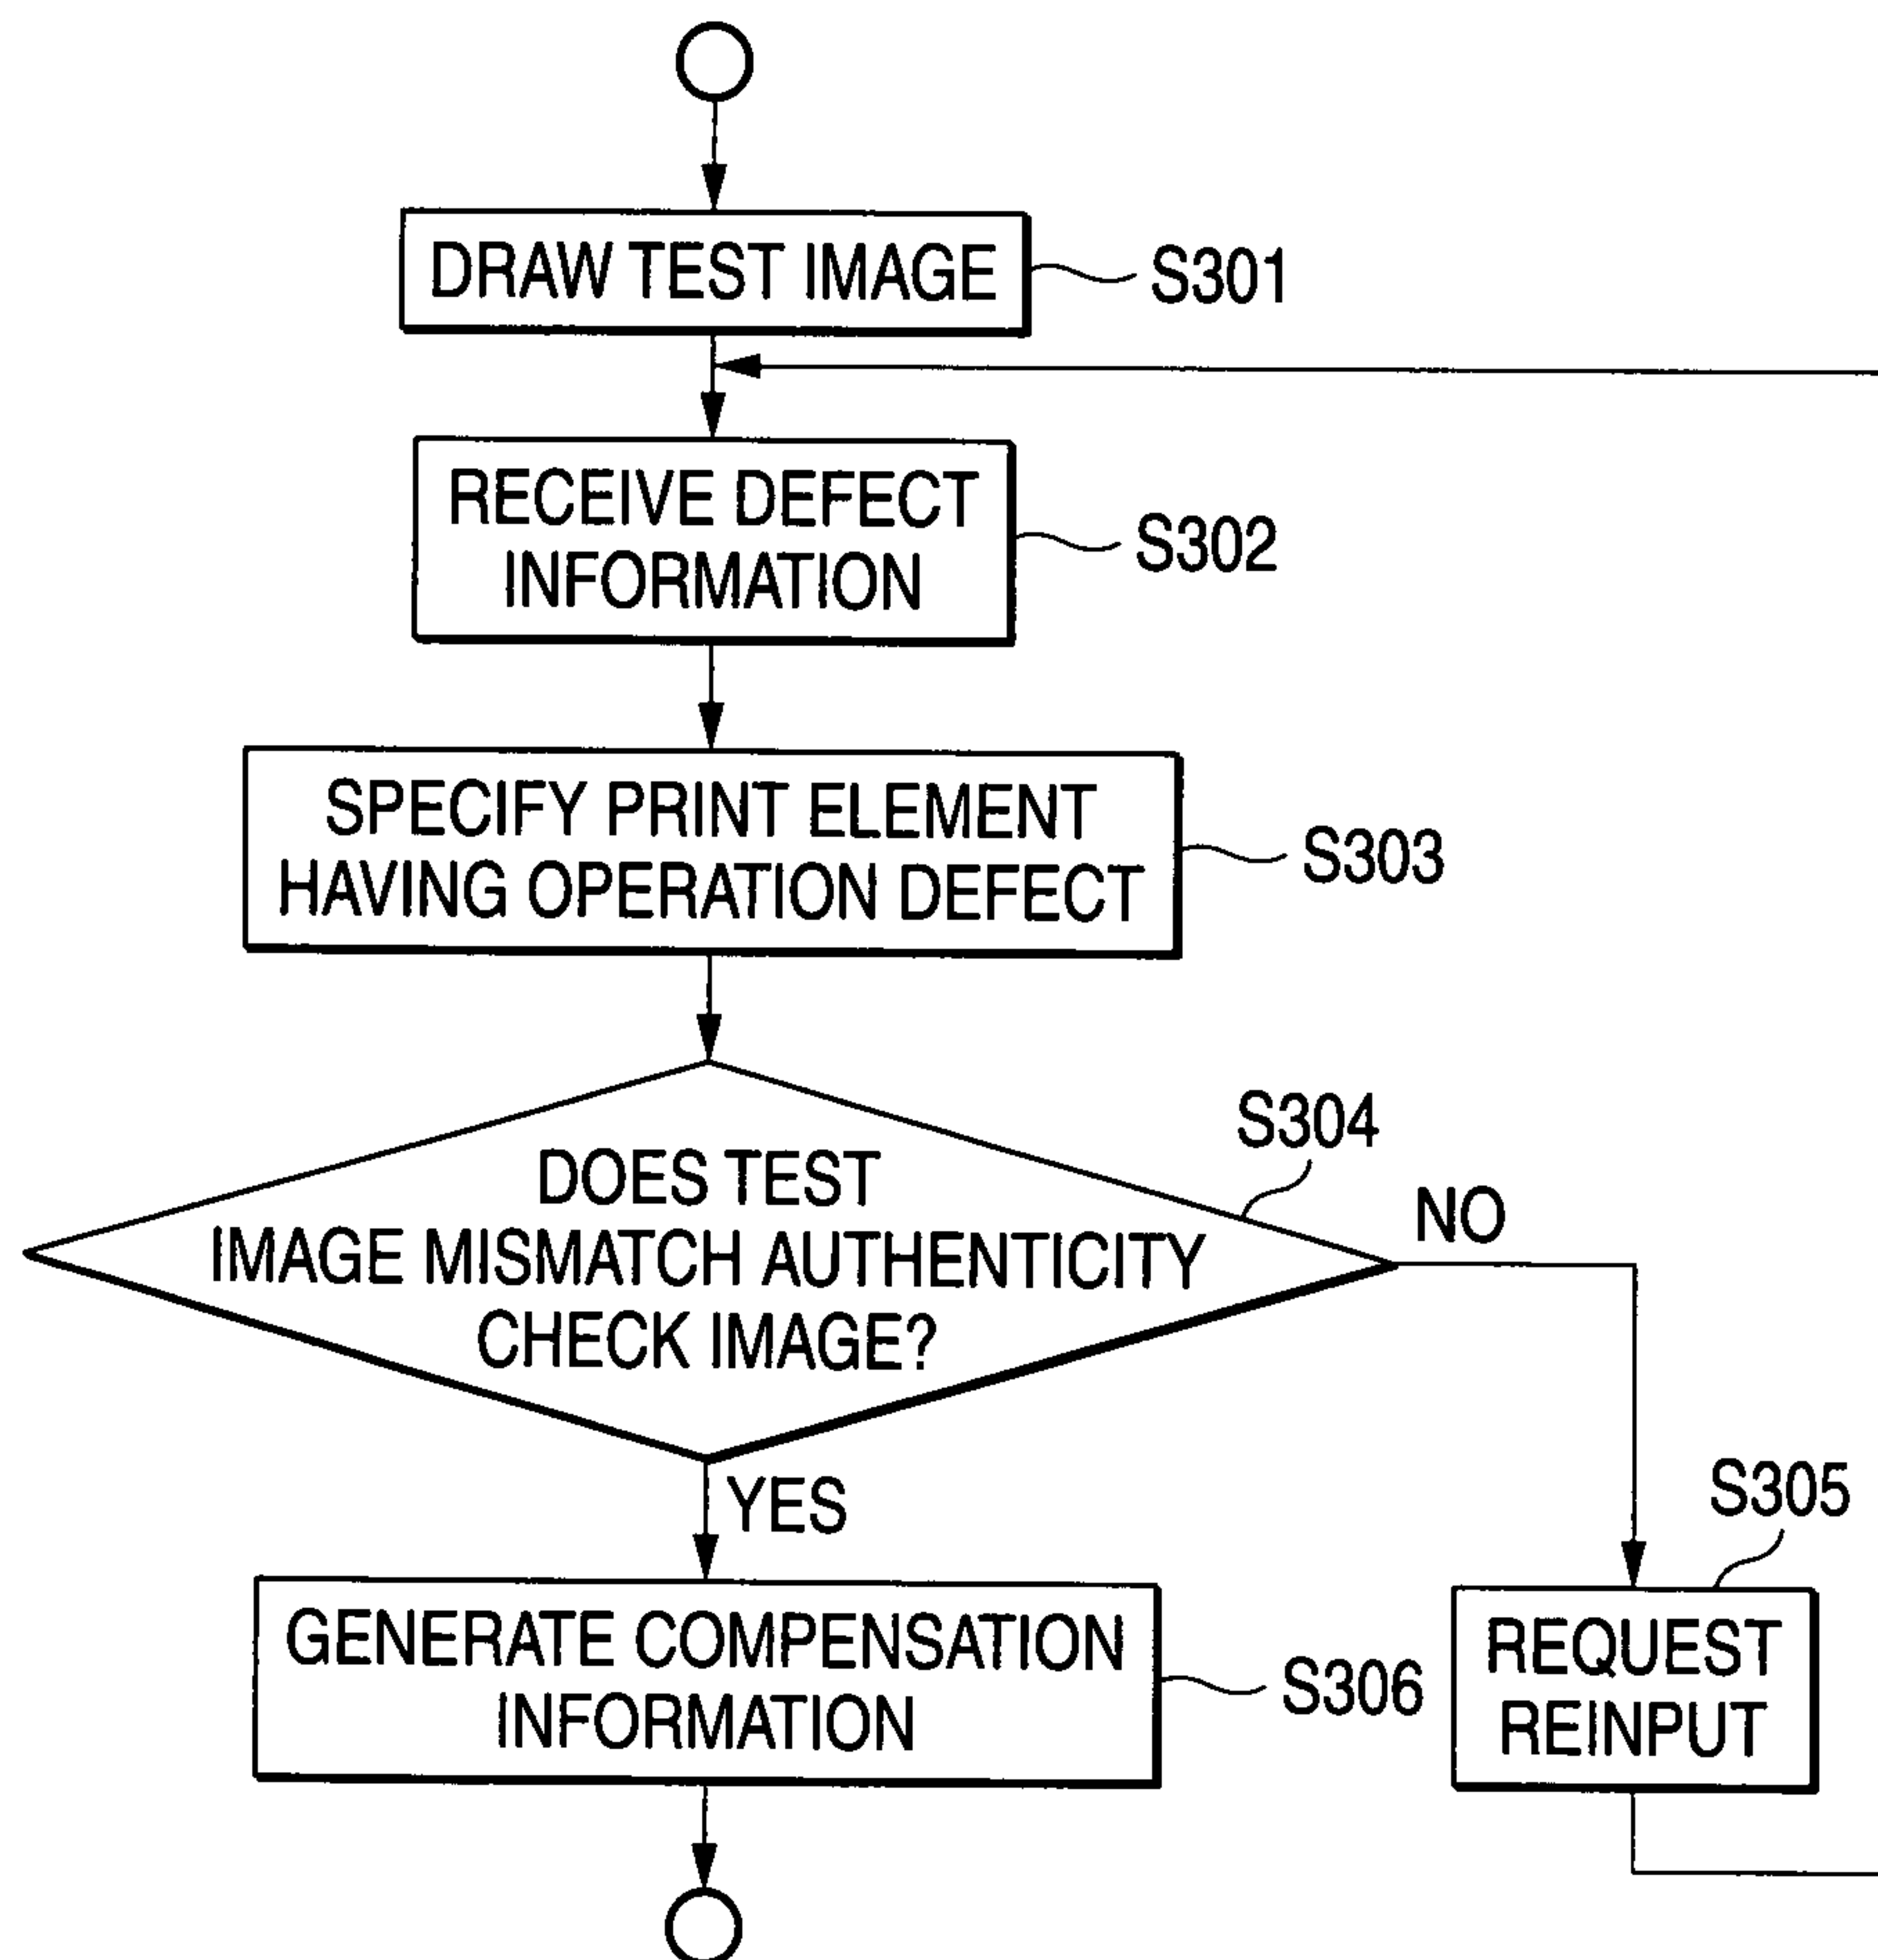 DRAW TEST IMAGE
S301
RECEIVE DEFECT
INFORMATION
S302
SPECIFY PRINT ELEMENT
HAVING OPERATION DEFECT
S303
DOES TEST
IMAGE MISMATCH AUTHENTICITY
CHECK IMAGE?
S304
NO
YES
S305
REQUEST
REINPUT
GENERATE COMPENSATION
INFORMATION
S306